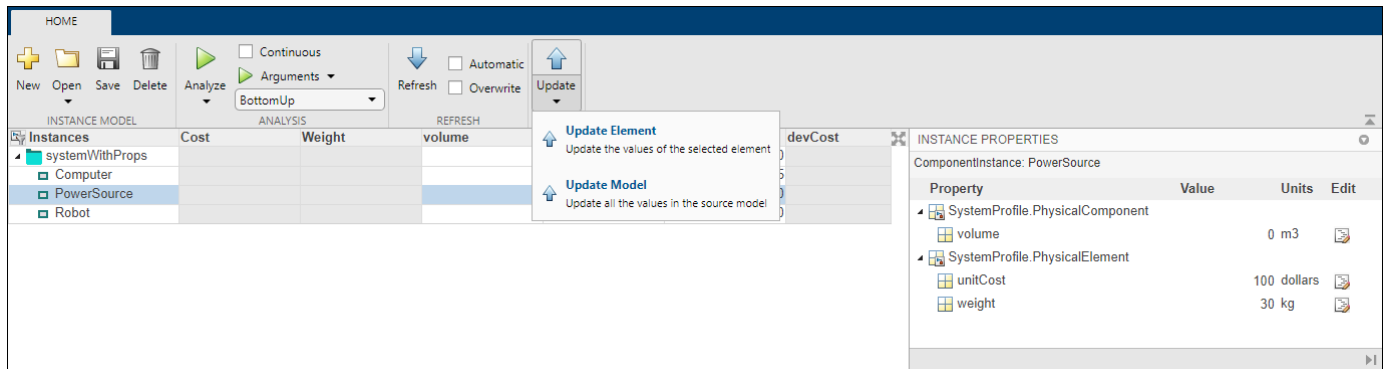 HOME
New Open Save Delete
INSTANCE MODEL
Analyze
Continuous
Arguments
BottomUp
ANALYSIS
Refresh
Automatic
Overwrite
REFRESH
Update
Update Element
Update the values of the selected element
Update Model
Update all the values in the source model
Instances Cost Weight volume devCost
systemWithProps
Computer
PowerSource
Robot
INSTANCE PROPERTIES
ComponentInstance: PowerSource
Property Value Units Edit
SystemProfile.PhysicalComponent
volume 0 m3
SystemProfile.PhysicalElement
unitCost 100 dollars
weight 30 kg